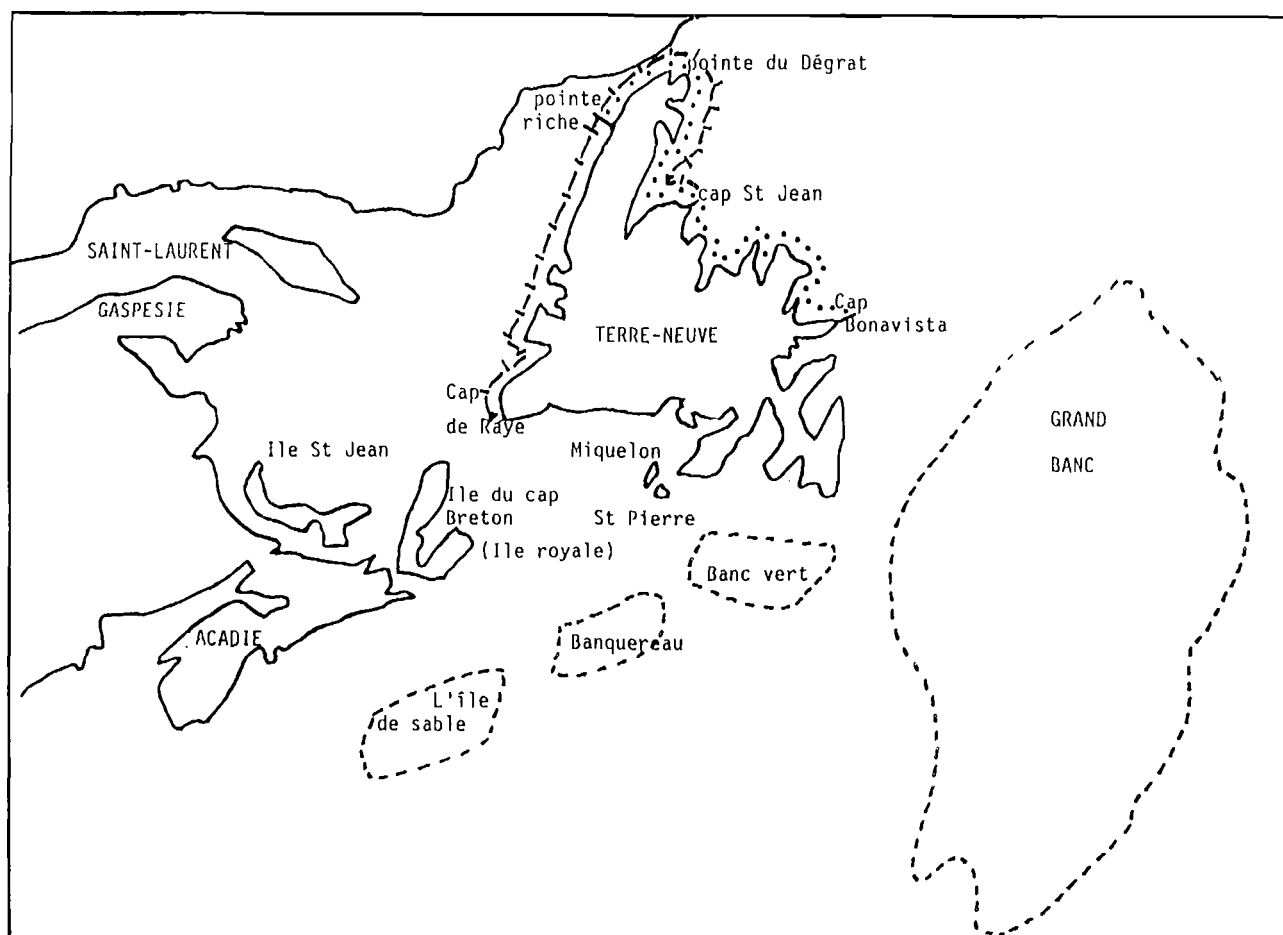 pointe du Dégrat
pointe
riche
cap St Jean
SAINT-LAURENT
GASPESIE
Cap
Bonavista
TERRE-NEUVE
Cap
de Raye
GRAND
BANC
Ile St Jean
Miquelon
Ile du cap
Breton
St Pierre
(Ile royale)
Banc vert
ACADIE
Banquereau
L'île
de sable